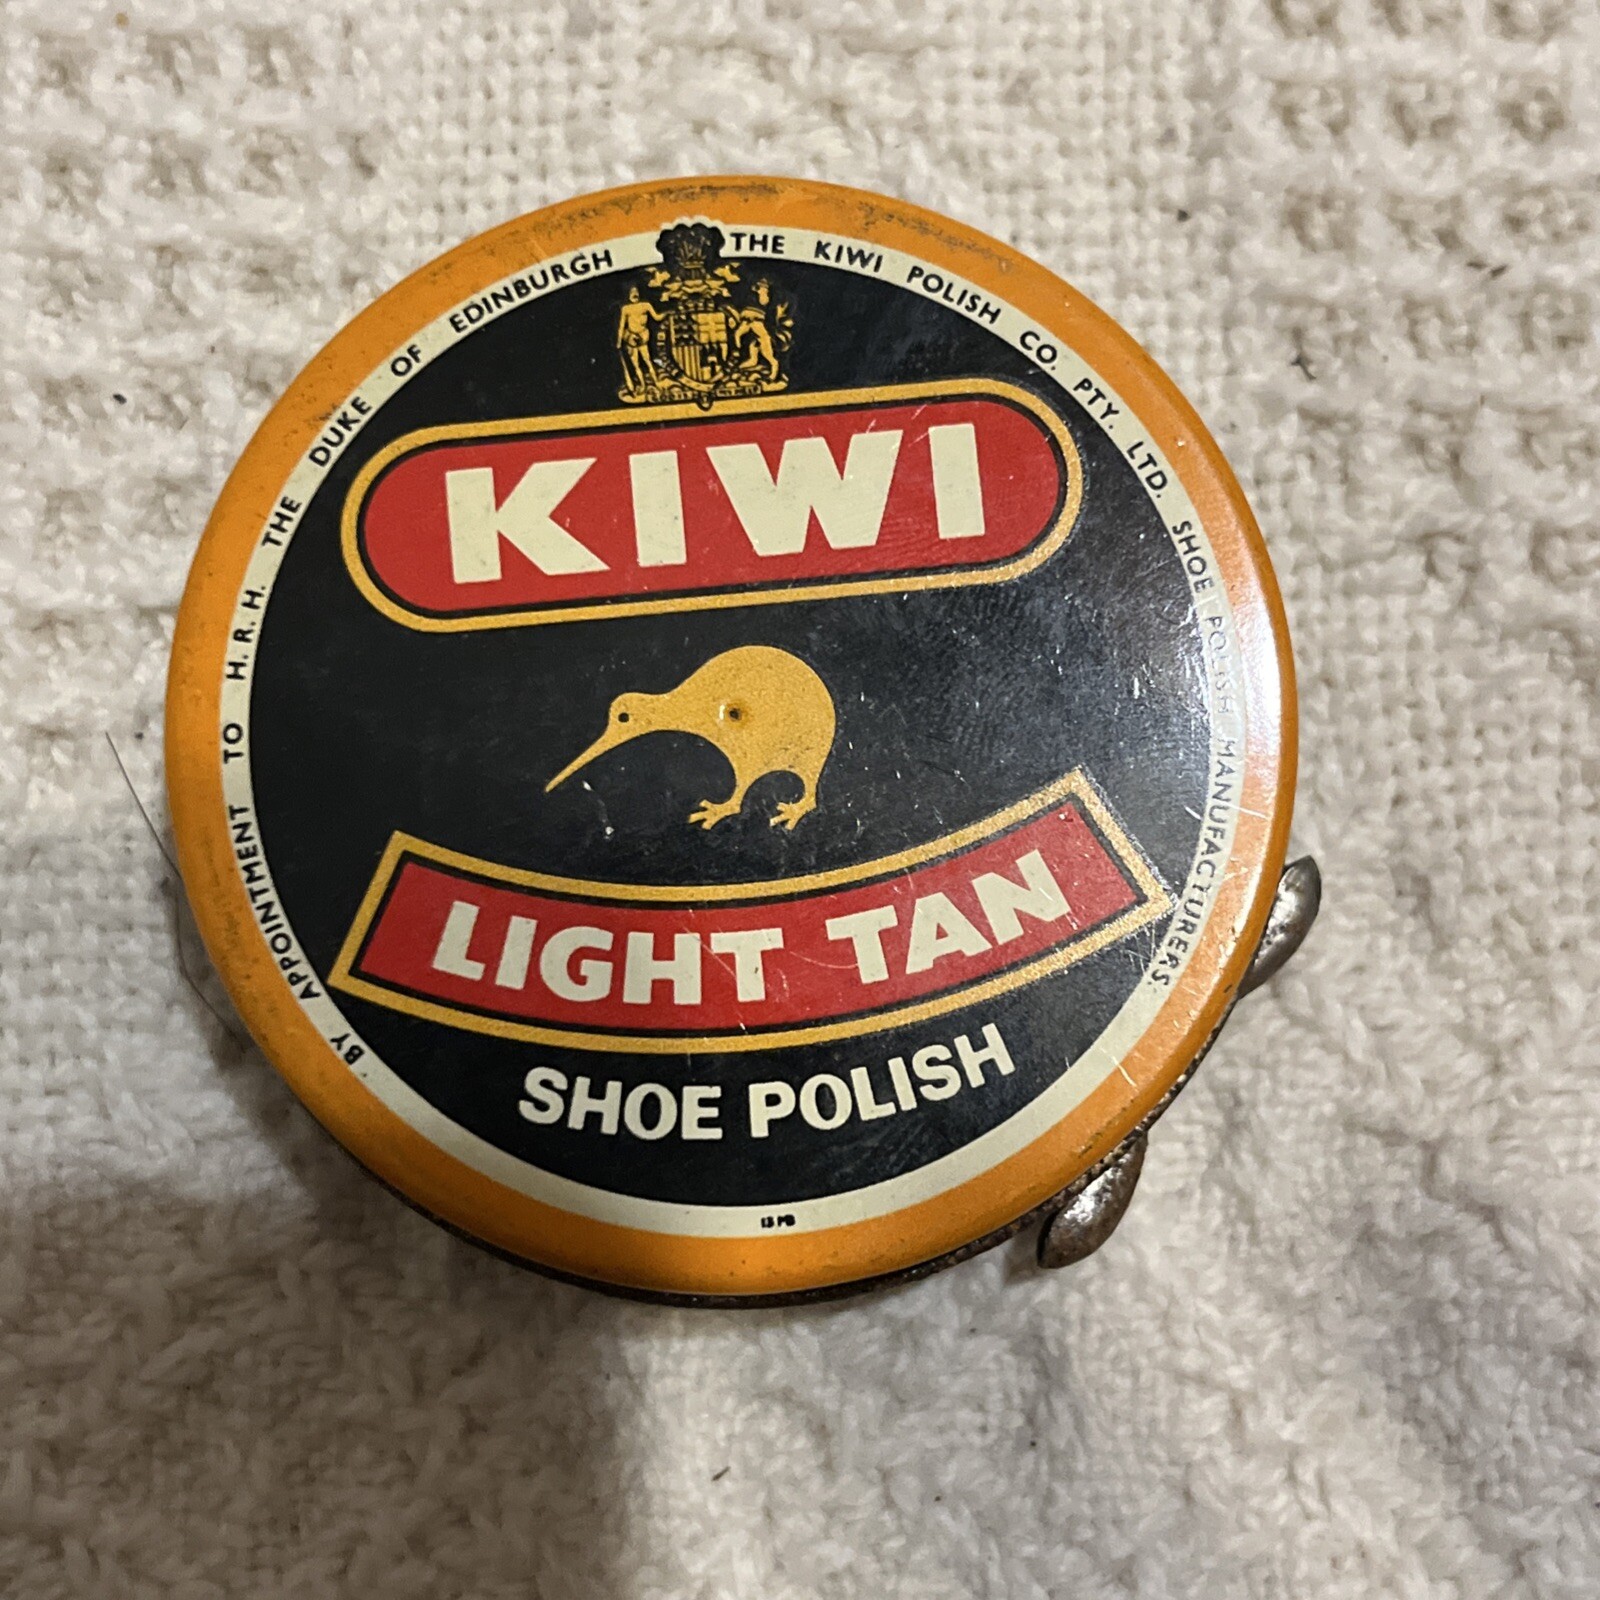 BY APPOINTMENT TO H.R.H. THE DUKE OF EDINBURGH
THE KIWI POLISH CO. PTY. LTD. SHOE POLISH MANUFACTURERS.
KIWI
LIGHT TAN
SHOE POLISH